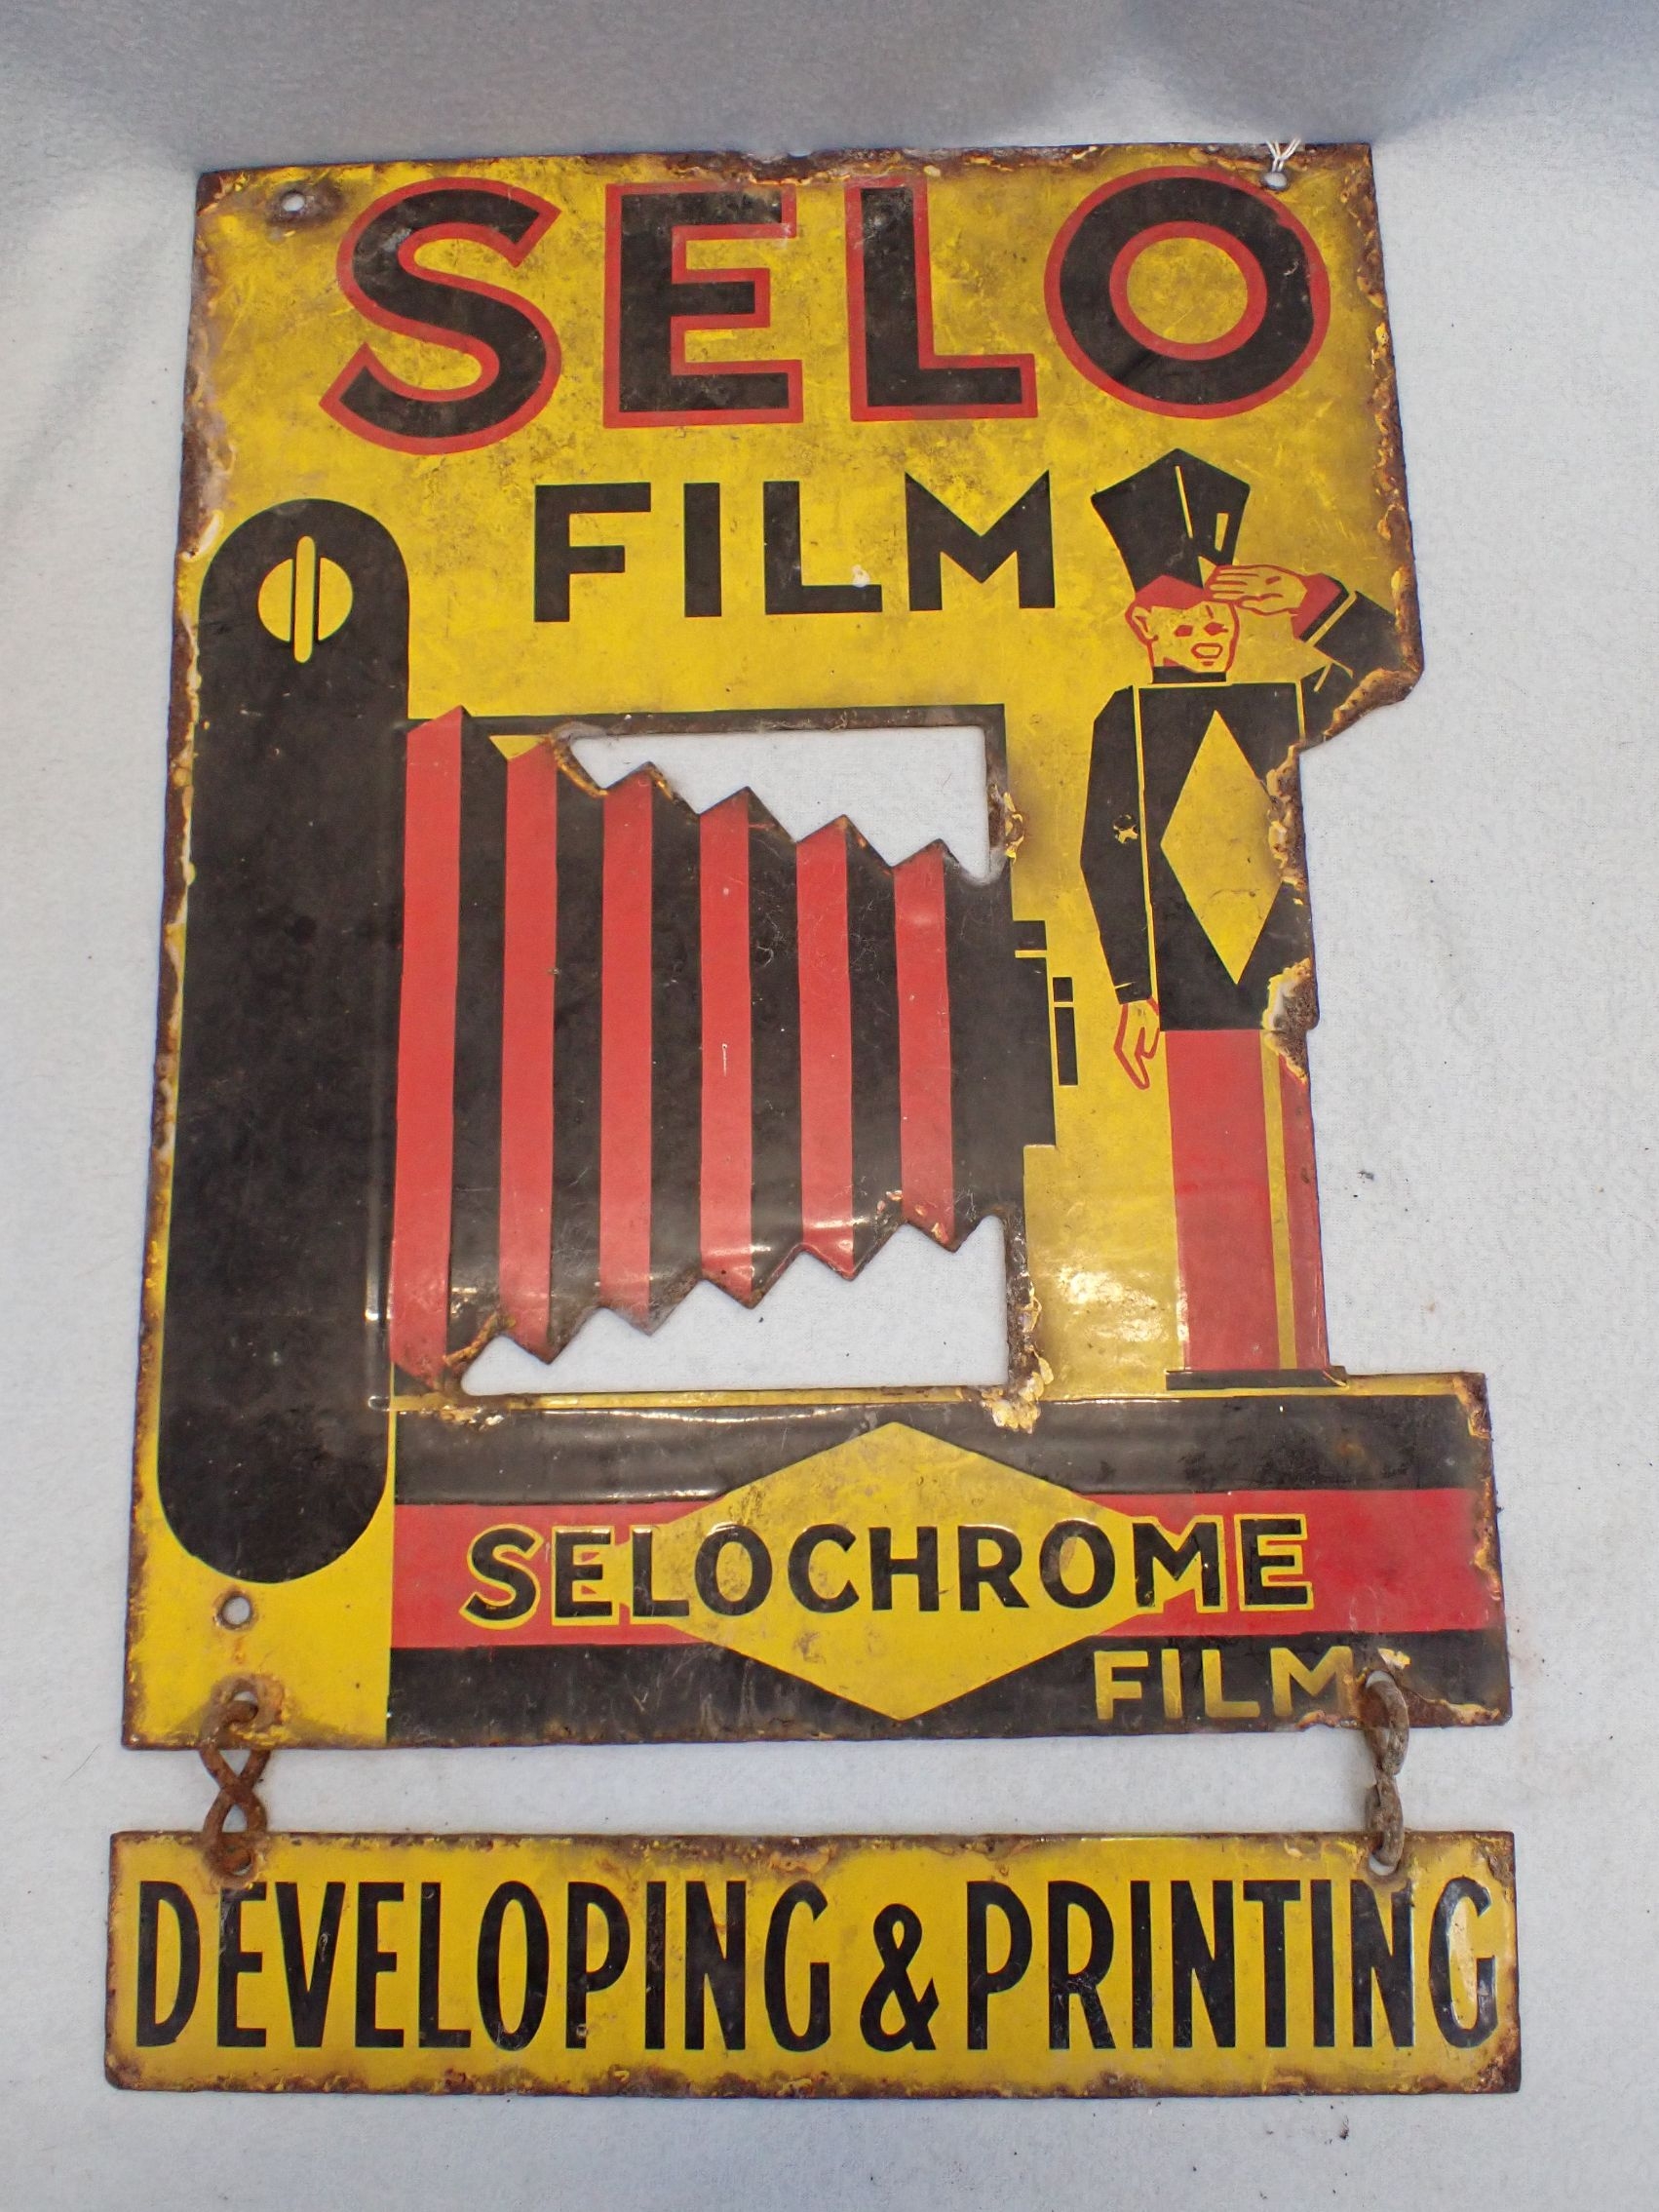 SELO
FILM
SELOCHROME
FILM
DEVELOPING & PRINTING